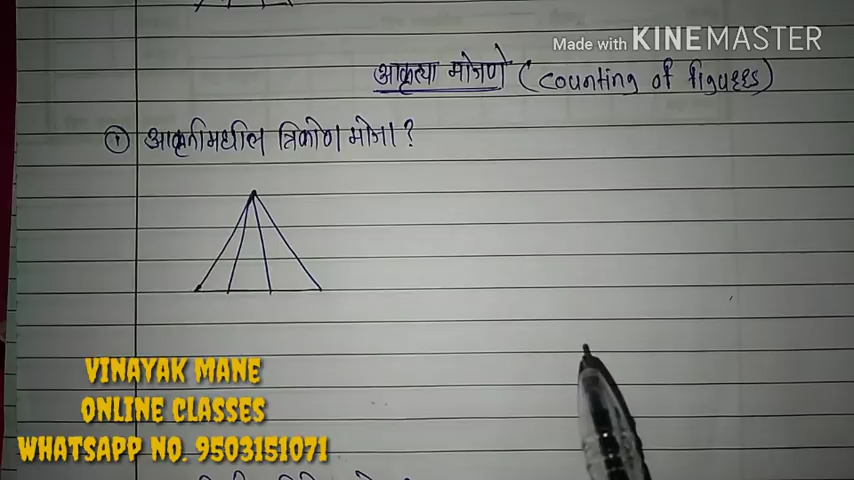 Made with KINEMASTER
आकृत्या मोजणे (counting of figures)
① आकृतीमधील त्रिकोण मोजा?
VINAYAK MANE
ONLINE CLASSES
WHATSAPP NO. 9503151071